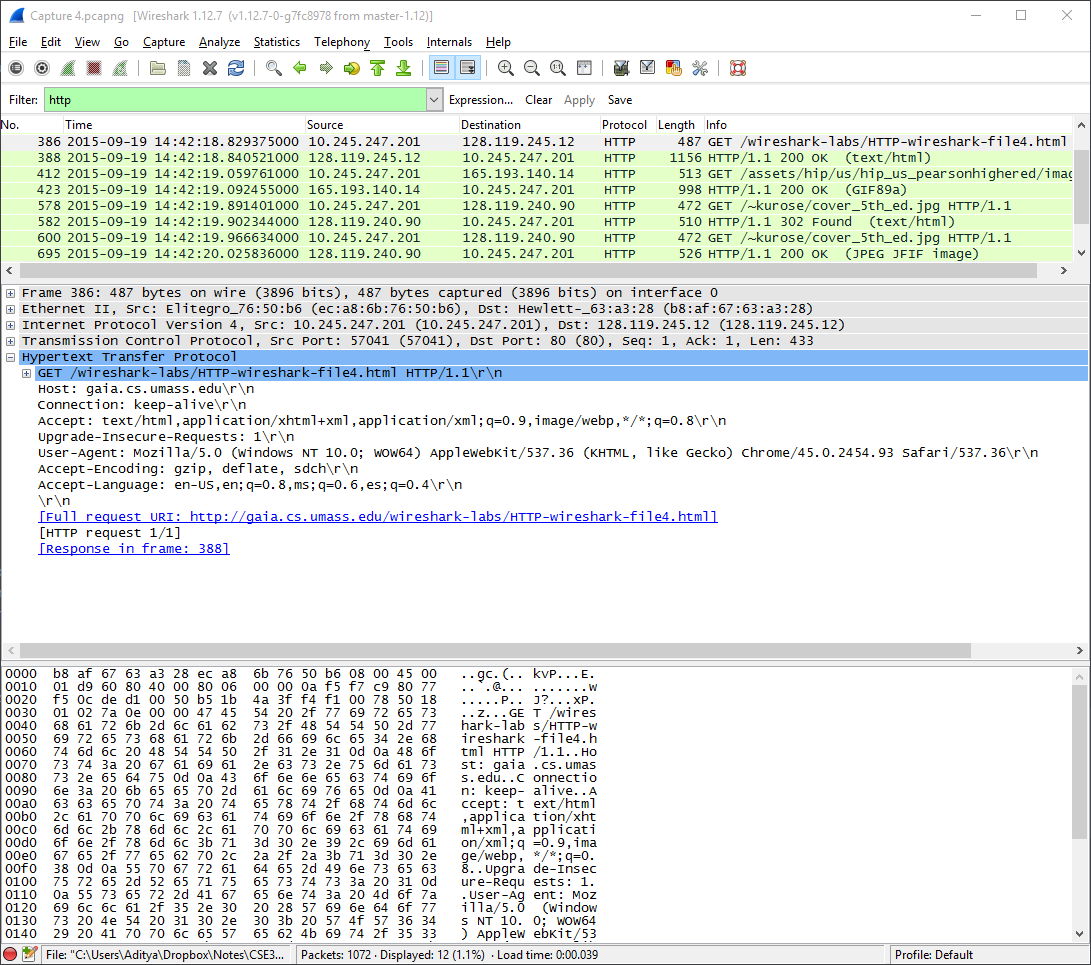 Capture 4.pcapng [Wireshark 1.12.7 (v1.12.7-0-g7fc8978 from master-1.12)]
File Edit View Go Capture Analyze Statistics Telephony Tools Internals Help
Filter: http Expression... Clear Apply Save
No. Time Source Destination Protocol Length Info
386 2015-09-19 14:42:18.829375000 10.245.247.201 128.119.245.12 HTTP 487 GET /wireshark-labs/HTTP-wireshark-file4.html
388 2015-09-19 14:42:18.840521000 128.119.245.12 10.245.247.201 HTTP 1156 HTTP/1.1 200 OK (text/html)
412 2015-09-19 14:42:19.059761000 10.245.247.201 165.193.140.14 HTTP 513 GET /assets/hip/us/hip_us_pearsonhighered/imag
423 2015-09-19 14:42:19.092455000 165.193.140.14 10.245.247.201 HTTP 998 HTTP/1.1 200 OK (GIF89a)
578 2015-09-19 14:42:19.891401000 10.245.247.201 128.119.240.90 HTTP 472 GET /~kurose/cover_5th_ed.jpg HTTP/1.1
582 2015-09-19 14:42:19.902344000 128.119.240.90 10.245.247.201 HTTP 510 HTTP/1.1 302 Found (text/html)
600 2015-09-19 14:42:19.966634000 10.245.247.201 128.119.240.90 HTTP 472 GET /~kurose/cover_5th_ed.jpg HTTP/1.1
695 2015-09-19 14:42:20.025836000 128.119.240.90 10.245.247.201 HTTP 526 HTTP/1.1 200 OK (JPEG JFIF image)
Frame 386: 487 bytes on wire (3896 bits), 487 bytes captured (3896 bits) on interface 0
Ethernet II, Src: Elitegro_76:50:b6 (ec:a8:6b:76:50:b6), Dst: Hewlett-_63:a3:28 (b8:af:67:63:a3:28)
Internet Protocol Version 4, Src: 10.245.247.201 (10.245.247.201), Dst: 128.119.245.12 (128.119.245.12)
Transmission Control Protocol, Src Port: 57041 (57041), Dst Port: 80 (80), Seq: 1, Ack: 1, Len: 433
Hypertext Transfer Protocol
GET /wireshark-labs/HTTP-wireshark-file4.html HTTP/1.1\r\n
Host: gaia.cs.umass.edu\r\n
Connection: keep-alive\r\n
Accept: text/html,application/xhtml+xml,application/xml;q=0.9,image/webp,*/*;q=0.8\r\n
Upgrade-Insecure-Requests: 1\r\n
User-Agent: Mozilla/5.0 (Windows NT 10.0; WOW64) AppleWebKit/537.36 (KHTML, like Gecko) Chrome/45.0.2454.93 Safari/537.36\r\n
Accept-Encoding: gzip, deflate, sdch\r\n
Accept-Language: en-US,en;q=0.8,ms;q=0.6,es;q=0.4\r\n
\r\n
[Full request URI: http://gaia.cs.umass.edu/wireshark-labs/HTTP-wireshark-file4.html]
[HTTP request 1/1]
[Response in frame: 388]
0000 b8 af 67 63 a3 28 ec a8 6b 76 50 b6 08 00 45 00 ..gc.(.. kvP...E.
0010 01 d9 60 80 40 00 80 06 00 00 0a f5 f7 c9 80 77 ..`.@... .......w
0020 f5 0c de d1 00 50 b5 1b 4a 3f f4 f1 00 78 50 18 .....P.. J?...xP.
0030 01 02 7a 0e 00 00 47 45 54 20 2f 77 69 72 65 73 ..z...GE T /wires
0040 68 61 72 6b 2d 6c 61 62 73 2f 48 54 54 50 2d 77 hark-lab s/HTTP-w
0050 69 72 65 73 68 61 72 6b 2d 66 69 6c 65 34 2e 68 ireshark -file4.h
0060 74 6d 6c 20 48 54 54 50 2f 31 2e 31 0d 0a 48 6f tml HTTP /1.1..Ho
0070 73 74 3a 20 67 61 69 61 2e 63 73 2e 75 6d 61 73 st: gaia .cs.umas
0080 73 2e 65 64 75 0d 0a 43 6f 6e 6e 65 63 74 69 6f s.edu..C onnectio
0090 6e 3a 20 6b 65 65 70 2d 61 6c 69 76 65 0d 0a 41 n: keep- alive..A
00a0 63 63 65 70 74 3a 20 74 65 78 74 2f 68 74 6d 6c ccept: t ext/html
00b0 2c 61 70 70 6c 69 63 61 74 69 6f 6e 2f 78 68 74 ,applica tion/xht
00c0 6d 6c 2b 78 6d 6c 2c 61 70 70 6c 69 63 61 74 69 ml+xml,a pplicati
00d0 6f 6e 2f 78 6d 6c 3b 71 3d 30 2e 39 2c 69 6d 61 on/xml;q =0.9,ima
00e0 67 65 2f 77 65 62 70 2c 2a 2f 2a 3b 71 3d 30 2e ge/webp, */*;q=0.
00f0 38 0d 0a 55 70 67 72 61 64 65 2d 49 6e 73 65 63 8..Upgra de-Insec
0100 75 72 65 2d 52 65 71 75 65 73 74 73 3a 20 31 0d ure-Requ ests: 1.
0110 0a 55 73 65 72 2d 41 67 65 6e 74 3a 20 4d 6f 7a .User-Ag ent: Moz
0120 69 6c 6c 61 2f 35 2e 30 20 28 57 69 6e 64 6f 77 illa/5.0 (Window
0130 73 20 4e 54 20 31 30 2e 30 3b 20 57 4f 57 36 34 s NT 10. 0; WOW64
0140 29 20 41 70 70 6c 65 57 65 62 4b 69 74 2f 35 33 ) AppleW ebKit/53
File: "C:\Users\Aditya\Dropbox\Notes\CSE3... Packets: 1072 · Displayed: 12 (1.1%) · Load time: 0:00.039 Profile: Default